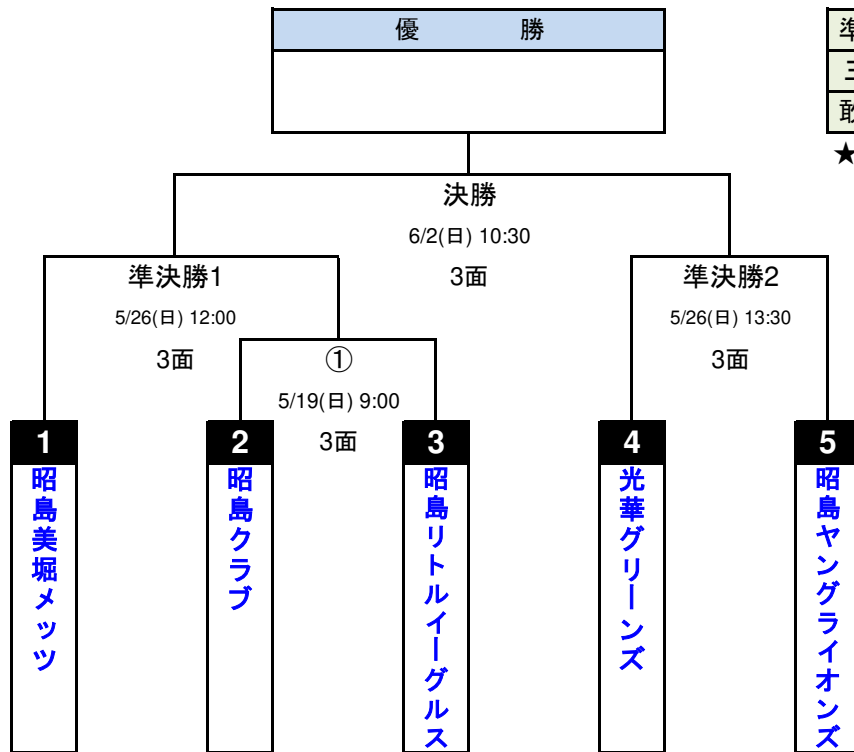 優 勝
準
三
敢
★
決勝
6/2(日) 10:30
3面
準決勝1
5/26(日) 12:00
3面
準決勝2
5/26(日) 13:30
3面
①
5/19(日) 9:00
3面
1
昭島美堀メッツ
2
昭島クラブ
3
昭島リトルイーグルス
4
光華グリーンズ
5
昭島ヤングライオンズ